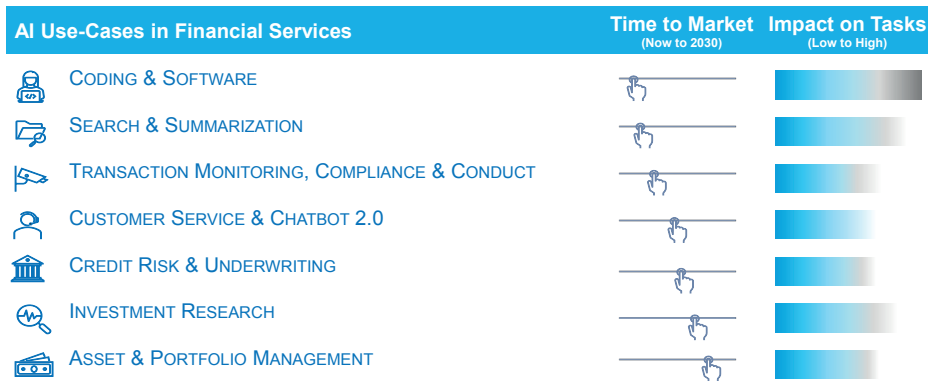 AI Use-Cases in Financial Services
Time to Market
(Now to 2030)
Impact on Tasks
(Low to High)
CODING & SOFTWARE
SEARCH & SUMMARIZATION
TRANSACTION MONITORING, COMPLIANCE & CONDUCT
CUSTOMER SERVICE & CHATBOT 2.0
CREDIT RISK & UNDERWRITING
INVESTMENT RESEARCH
ASSET & PORTFOLIO MANAGEMENT